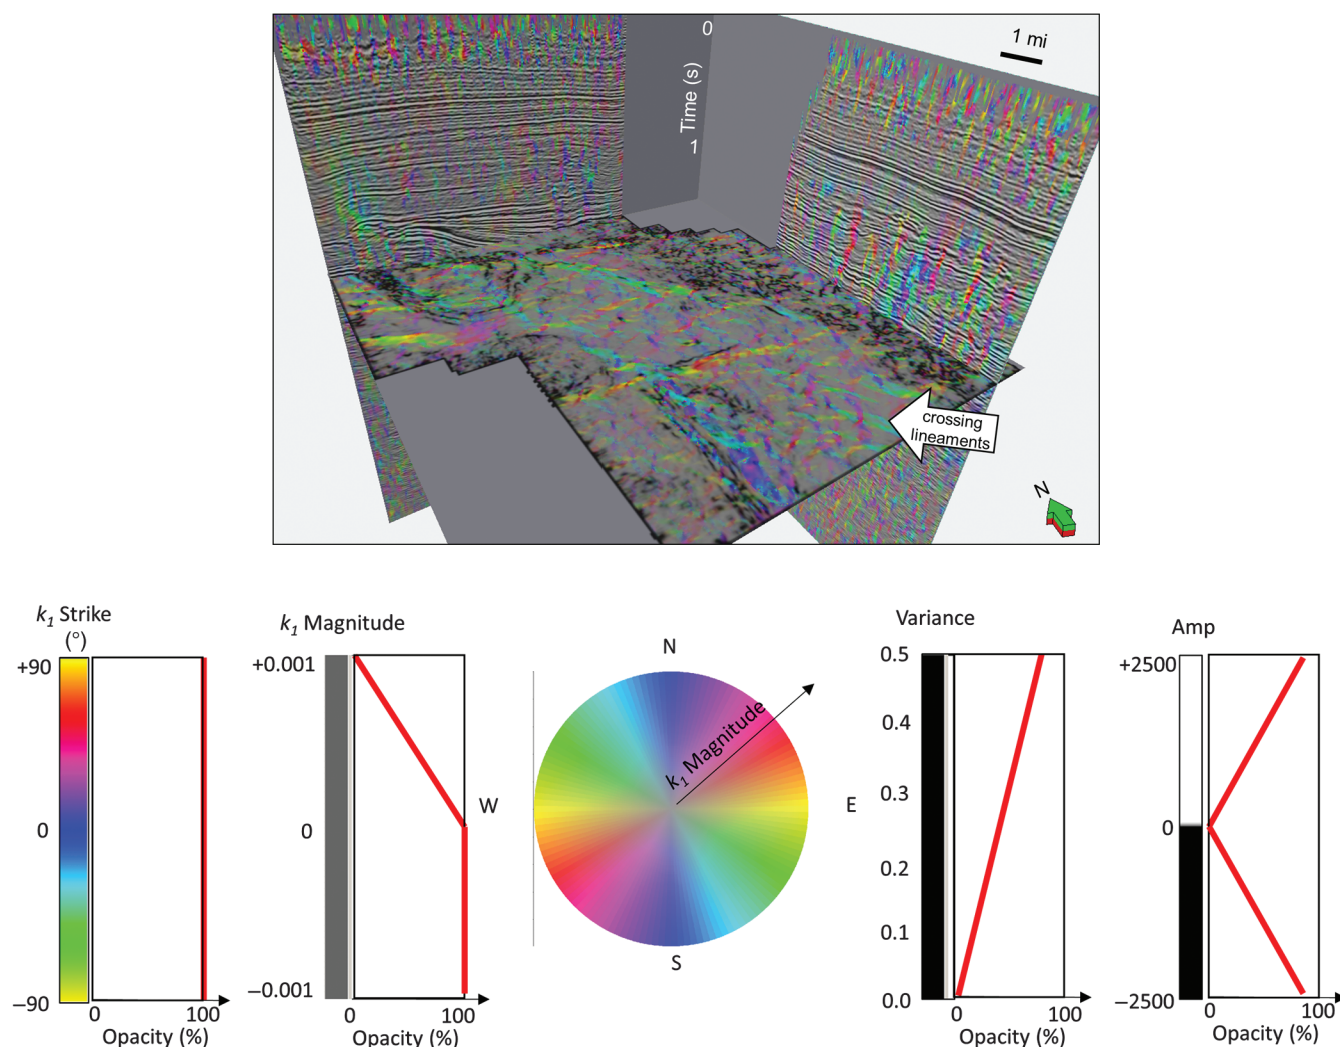 0
Time (s)
1
1 mi
crossing
lineaments
N
k1 Strike
(°)
+90
0
–90
0
100
Opacity (%)
k1 Magnitude
+0.001
0
–0.001
0
100
Opacity (%)
N
W
E
S
k1 Magnitude
Variance
0.5
0.4
0.3
0.2
0.1
0.0
0
100
Opacity (%)
Amp
+2500
0
–2500
0
100
Opacity (%)